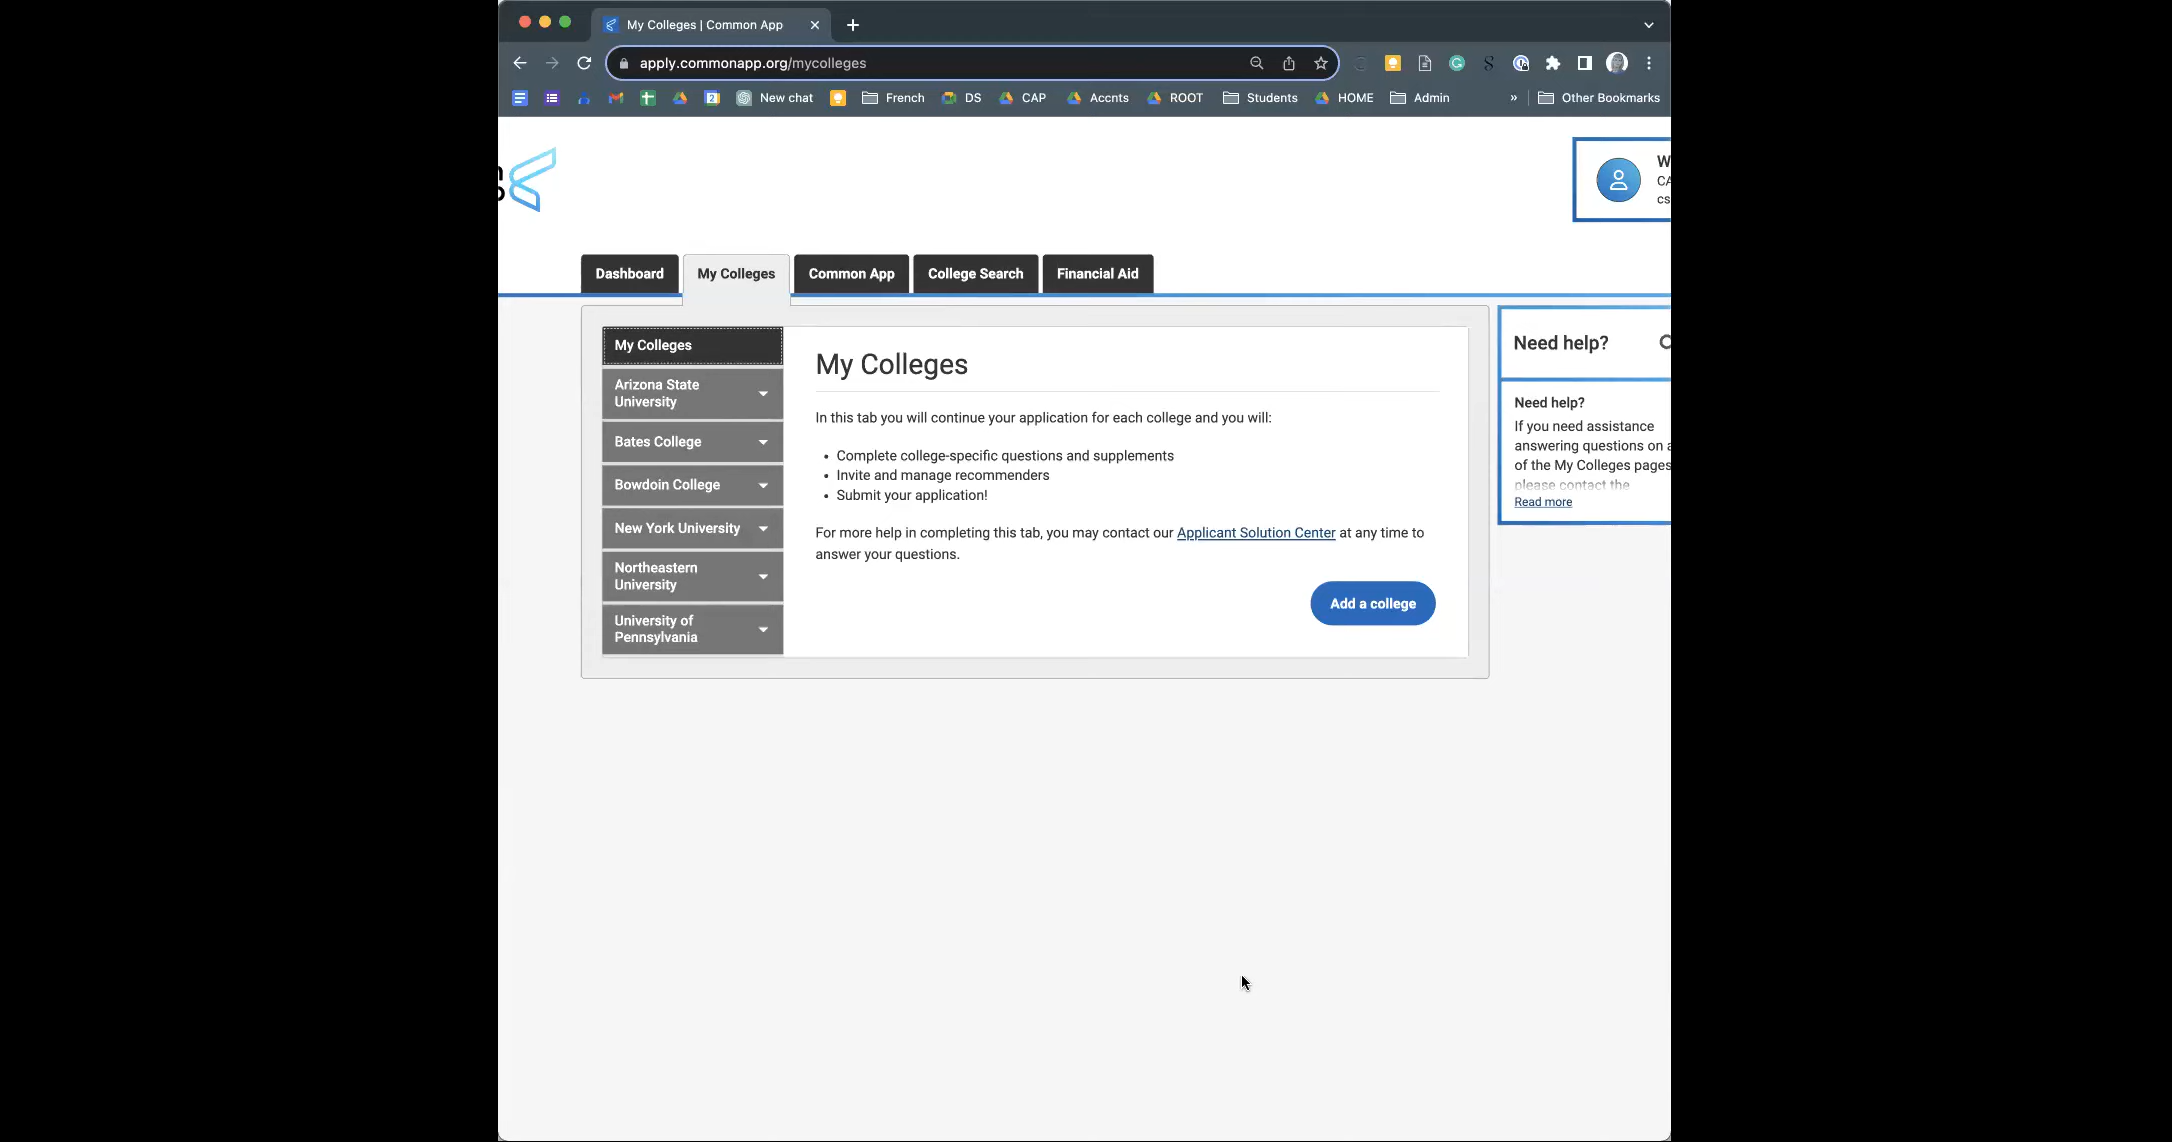 My Colleges | Common App
apply.commonapp.org/mycolleges
New chat French DS CAP Accnts ROOT Students HOME Admin » Other Bookmarks
Dashboard
My Colleges
Common App
College Search
Financial Aid
My Colleges
Arizona State
University
Bates College
Bowdoin College
New York University
Northeastern
University
University of
Pennsylvania
My Colleges
In this tab you will continue your application for each college and you will:
• Complete college-specific questions and supplements
• Invite and manage recommenders
• Submit your application!
For more help in completing this tab, you may contact our Applicant Solution Center at any time to
answer your questions.
Add a college
Need help?
Need help?
If you need assistance
answering questions on
of the My Colleges pages
please contact the
Read more